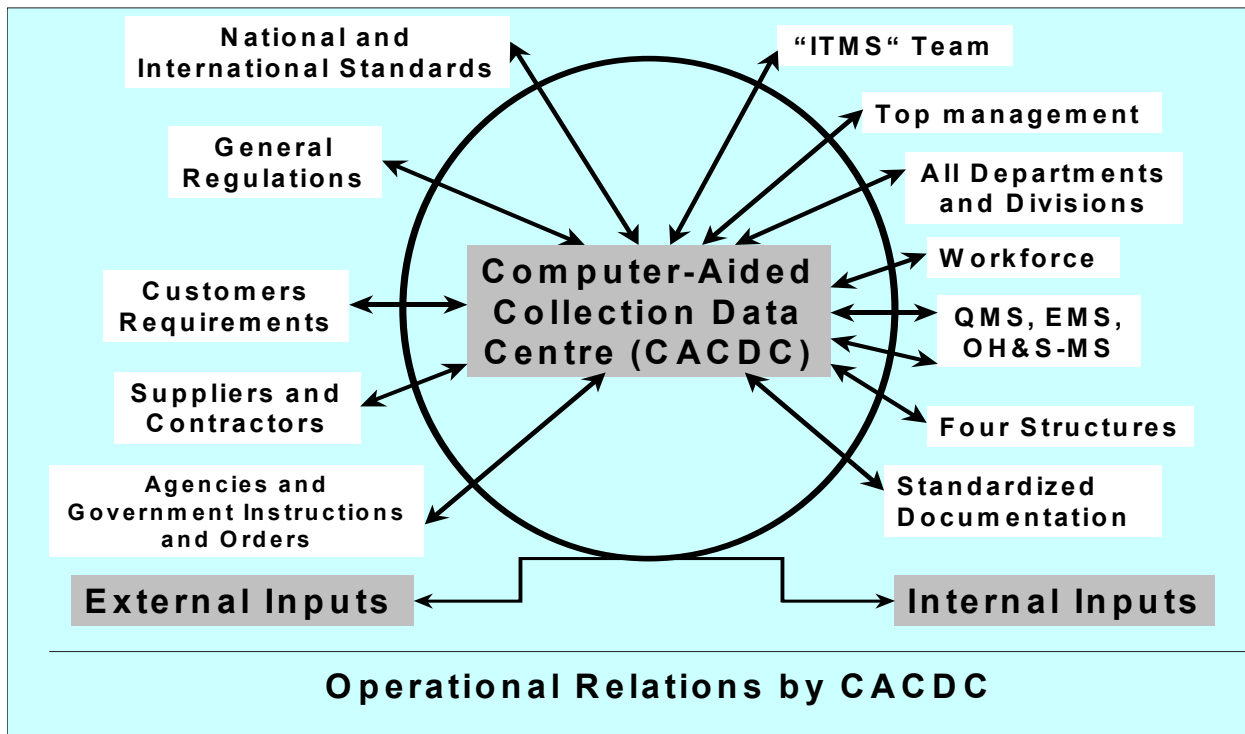 National and
International Standards
General
Regulations
Customers
Requirements
Suppliers and
Contractors
Agencies and
Government Instructions
and Orders
External Inputs
Computer-Aided
Collection Data
Centre (CACDC)
“ITMS“ Team
Top management
All Departments
and Divisions
Workforce
QMS, EMS,
OH&S-MS
Four Structures
Standardized
Documentation
Internal Inputs
Operational Relations by CACDC